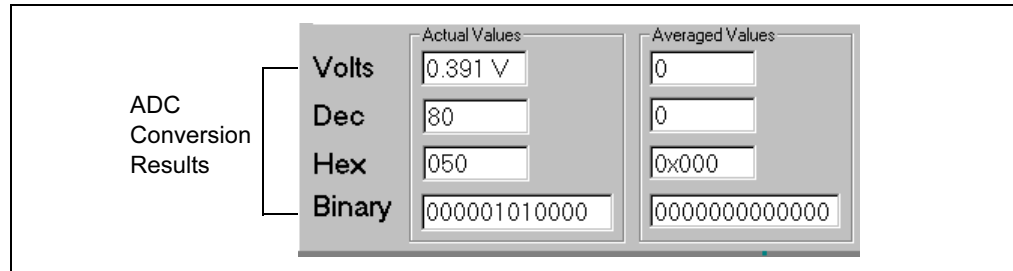 Actual Values Averaged Values
Volts 0.391 V 0
ADC
Conversion
Results
Dec 80 0
Hex 050 0x000
Binary 000001010000 0000000000000